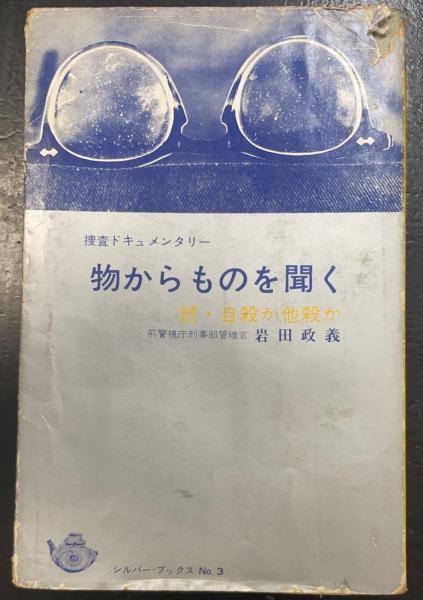 捜査ドキュメンタリー
物からものを聞く
続・自殺か他殺か
前警視庁刑事部管理官 岩田政義
シルバー・ブックス No.3